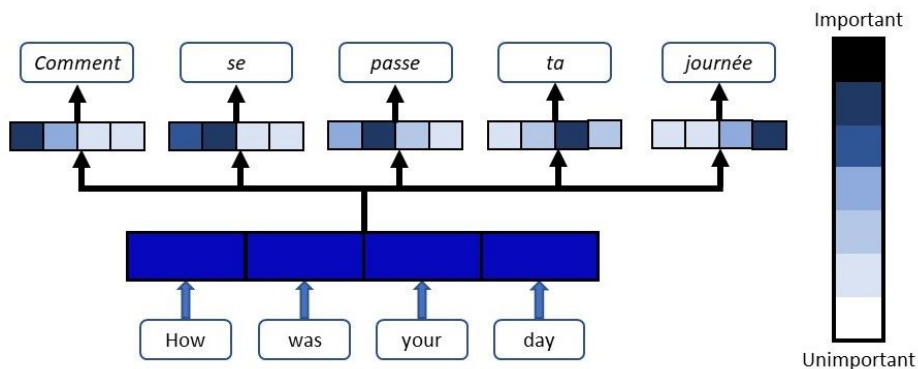 Important
Comment
se
passe
ta
journée
How
was
your
day
Unimportant